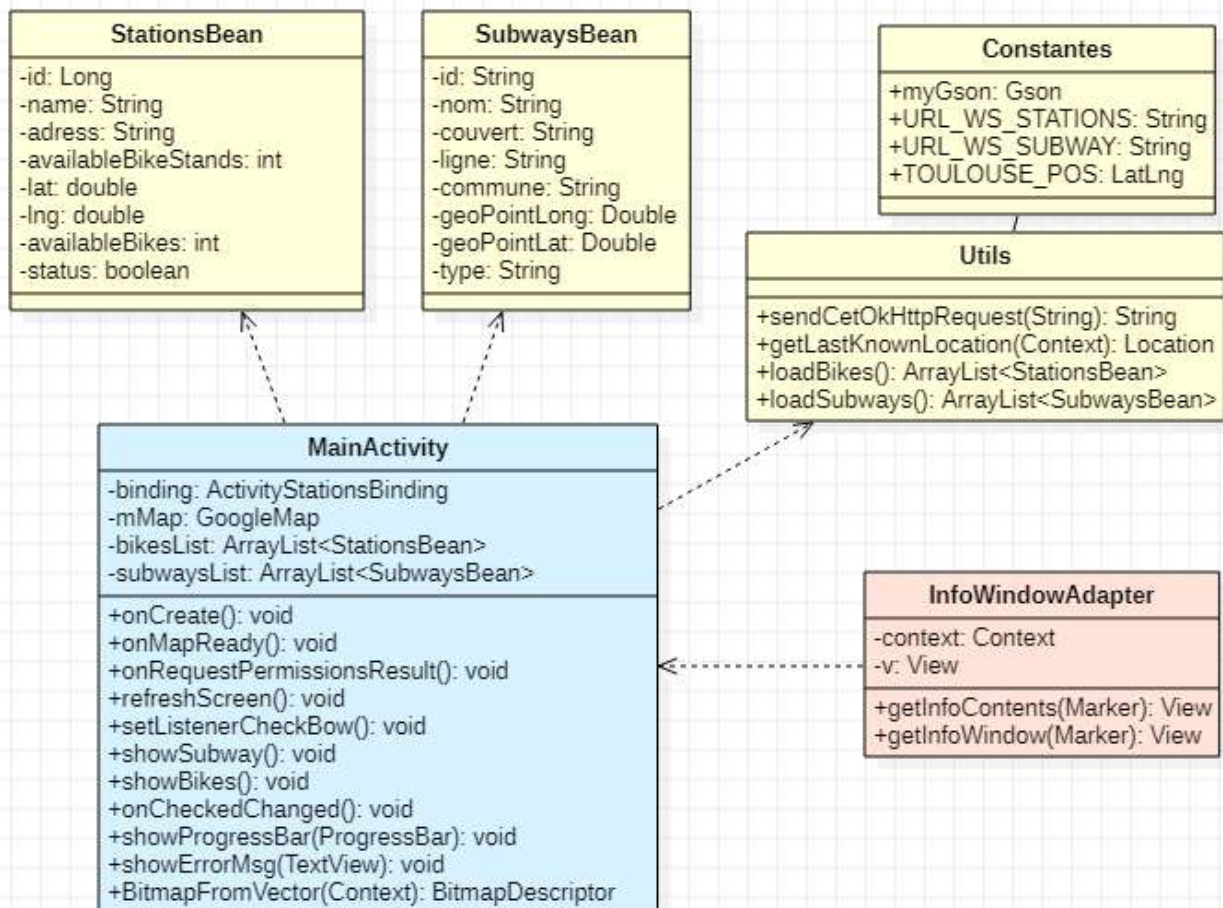 StationsBean
-id: Long
-name: String
-adress: String
-availableBikeStands: int
-lat: double
-lng: double
-availableBikes: int
-status: boolean
SubwaysBean
-id: String
-nom: String
-couvert: String
-ligne: String
-commune: String
-geoPointLong: Double
-geoPointLat: Double
-type: String
Constantes
+myGson: Gson
+URL_WS_STATIONS: String
+URL_WS_SUBWAY: String
+TOULOUSE_POS: LatLng
Utils
+sendCetOkHttpRequest(String): String
+getLastKnownLocation(Context): Location
+loadBikes(): ArrayList<StationsBean>
+loadSubways(): ArrayList<SubwaysBean>
MainActivity
-binding: ActivityStationsBinding
-mMap: GoogleMap
-bikesList: ArrayList<StationsBean>
-subwaysList: ArrayList<SubwaysBean>
+onCreate(): void
+onMapReady(): void
+onRequestPermissionsResult(): void
+refreshScreen(): void
+setListenerCheckBow(): void
+showSubway(): void
+showBikes(): void
+onCheckedChanged(): void
+showProgressBar(ProgressBar): void
+showErrorMsg(TextView): void
+BitmapFromVector(Context): BitmapDescriptor
InfoWindowAdapter
-context: Context
-v: View
+getInfoContents(Marker): View
+getInfoWindow(Marker): View